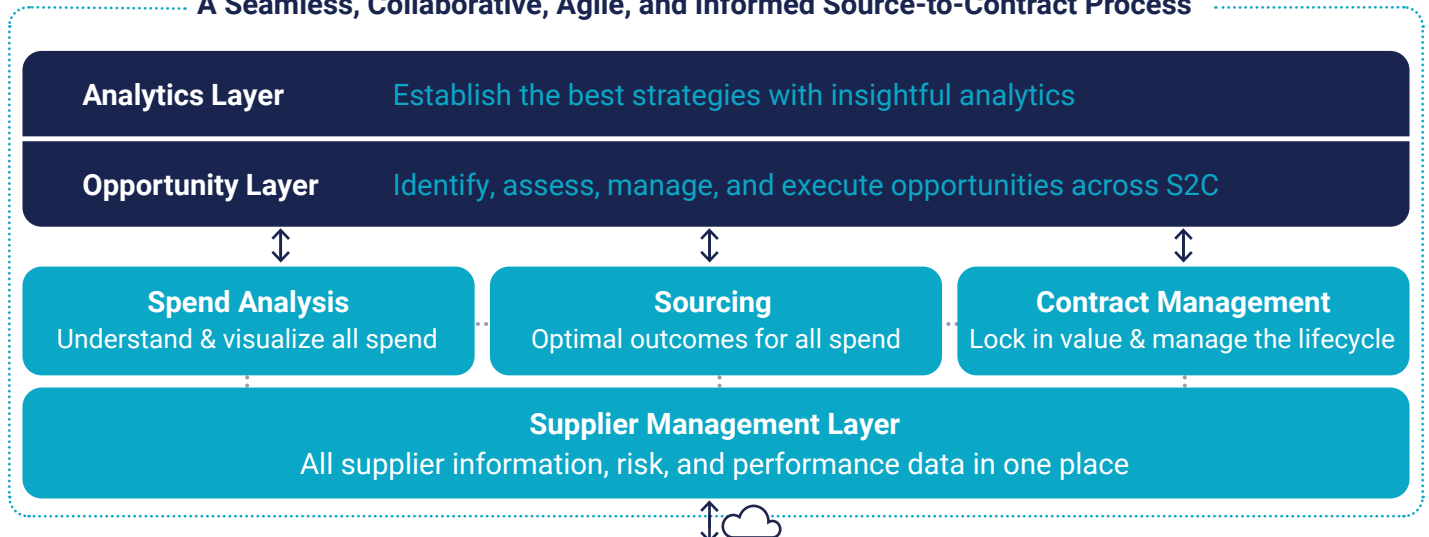 A Seamless, Collaborative, Agile, and Informed Source-to-Contract Process
Analytics Layer Establish the best strategies with insightful analytics
Opportunity Layer Identify, assess, manage, and execute opportunities across S2C
Spend Analysis
Understand & visualize all spend
Sourcing
Optimal outcomes for all spend
Contract Management
Lock in value & manage the lifecycle
Supplier Management Layer
All supplier information, risk, and performance data in one place